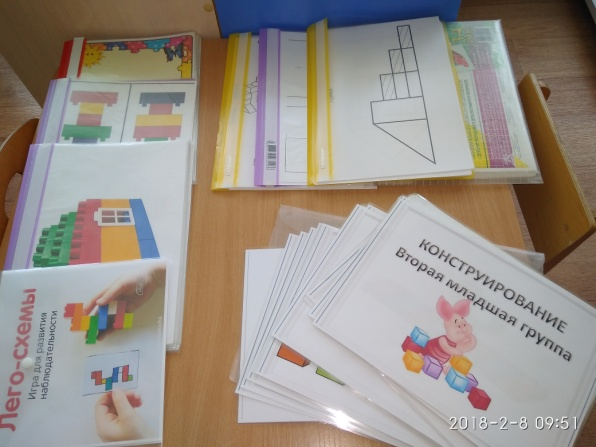 Лего-схемы
Игра для развития
наблюдательности
КОНСТРУИРОВАНИЕ
Вторая младшая группа
2018-2-8 09:51